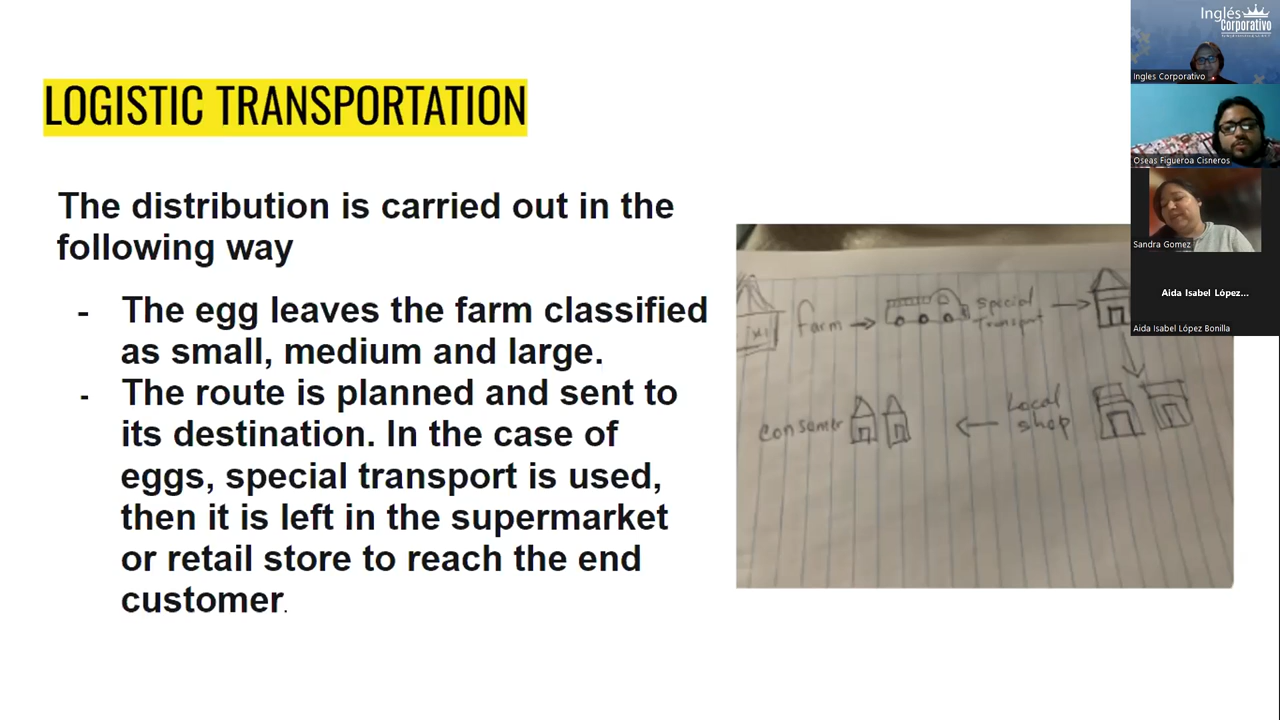 LOGISTIC TRANSPORTATION
The distribution is carried out in the
following way
- The egg leaves the farm classified
as small, medium and large.
- The route is planned and sent to
its destination. In the case of
eggs, special transport is used,
then it is left in the supermarket
or retail store to reach the end
customer.
farm
special
transport
consumer
Local
shop
Inglés
Corporativo
Ingles Corporativo
Oseas Figueroa Cisneros
Sandra Gomez
Aida Isabel López...
Aida Isabel López Bonilla